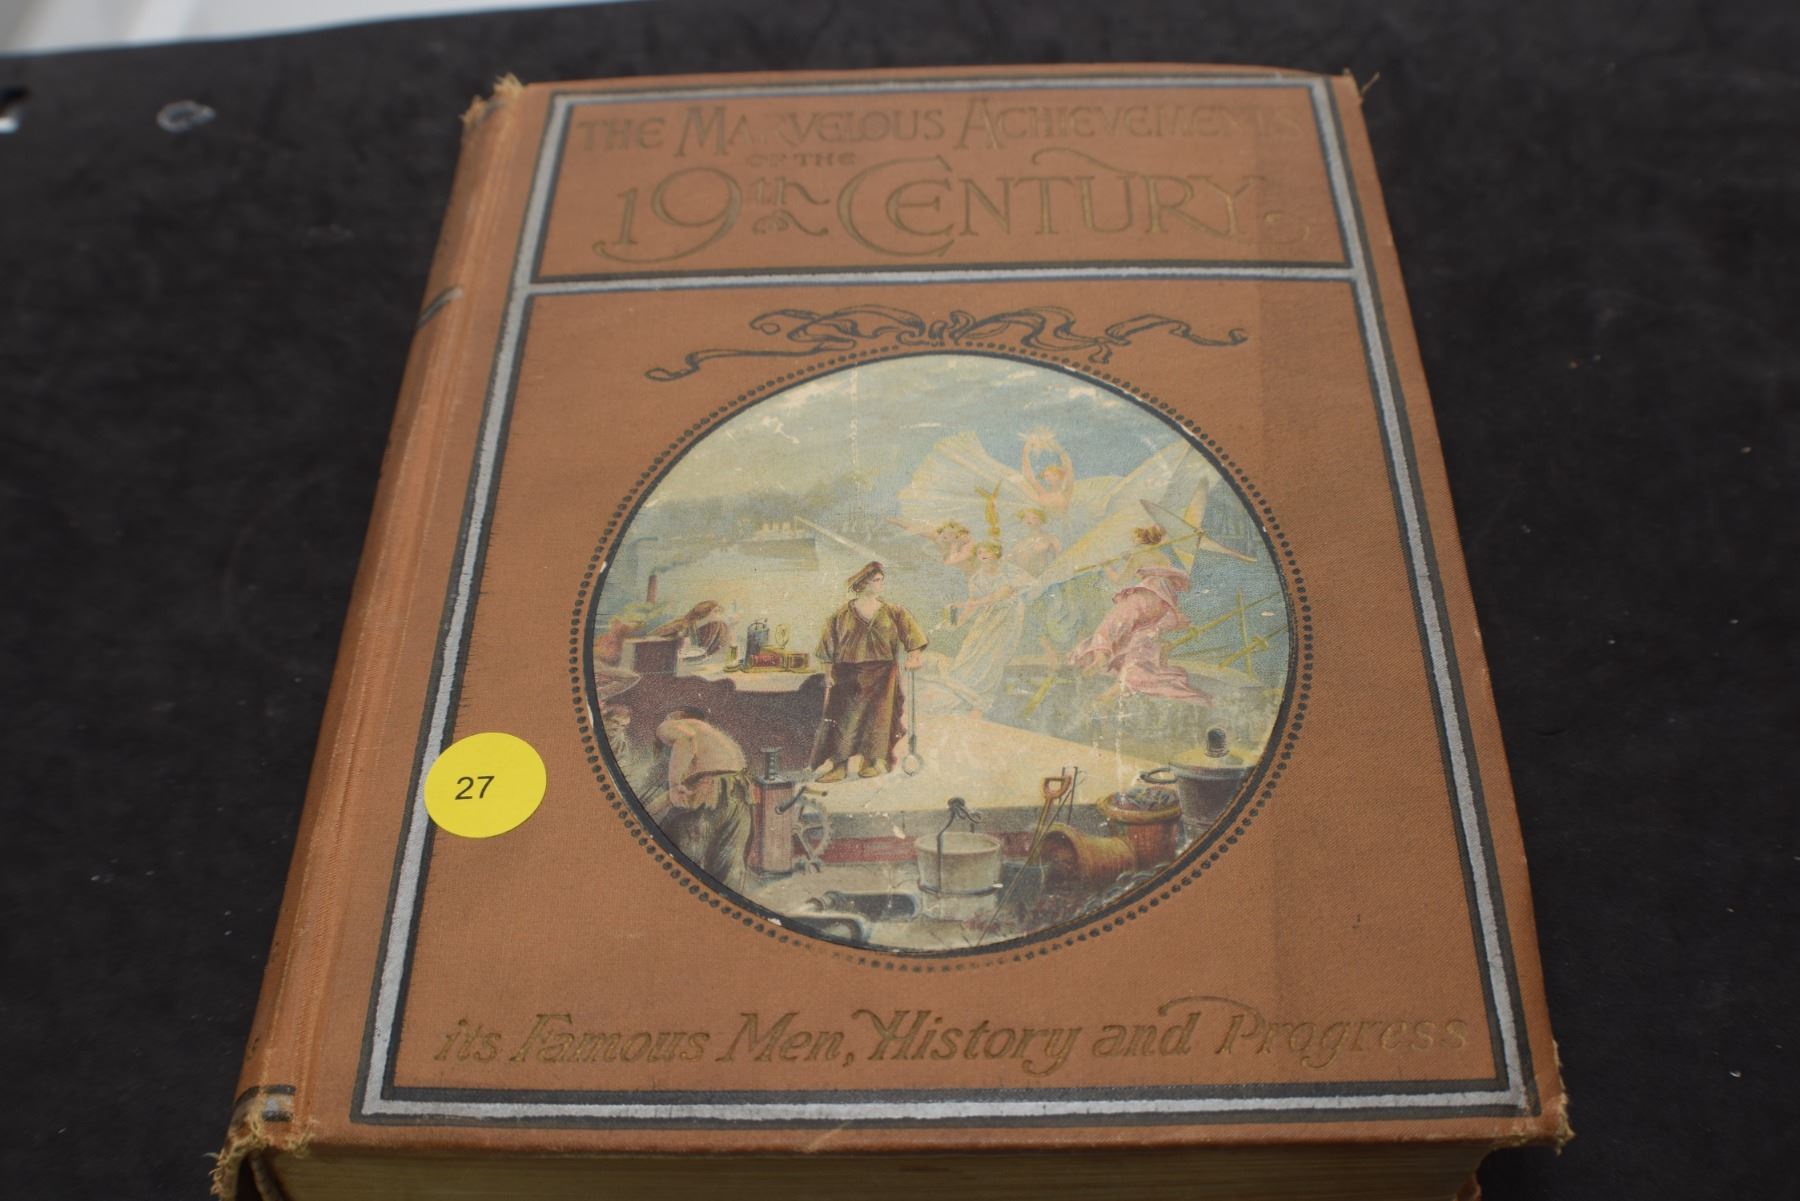 THE MARVELOUS ACHIEVEMENTS
OF THE
19TH CENTURY
27
its Famous Men, History and Progress